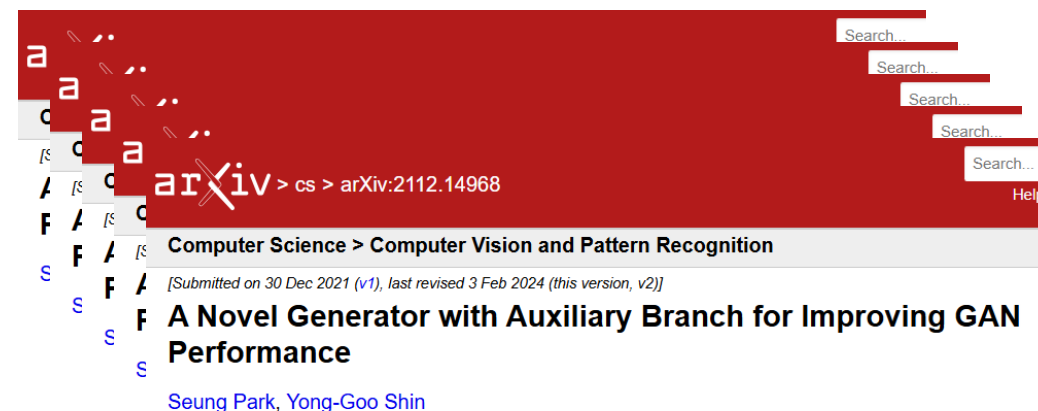 Search...
Search...
Search...
Search...
Search...
arXiv > cs > arXiv:2112.14968
Help
Computer Science > Computer Vision and Pattern Recognition
[Submitted on 30 Dec 2021 (v1), last revised 3 Feb 2024 (this version, v2)]
A Novel Generator with Auxiliary Branch for Improving GAN
Performance
Seung Park, Yong-Goo Shin